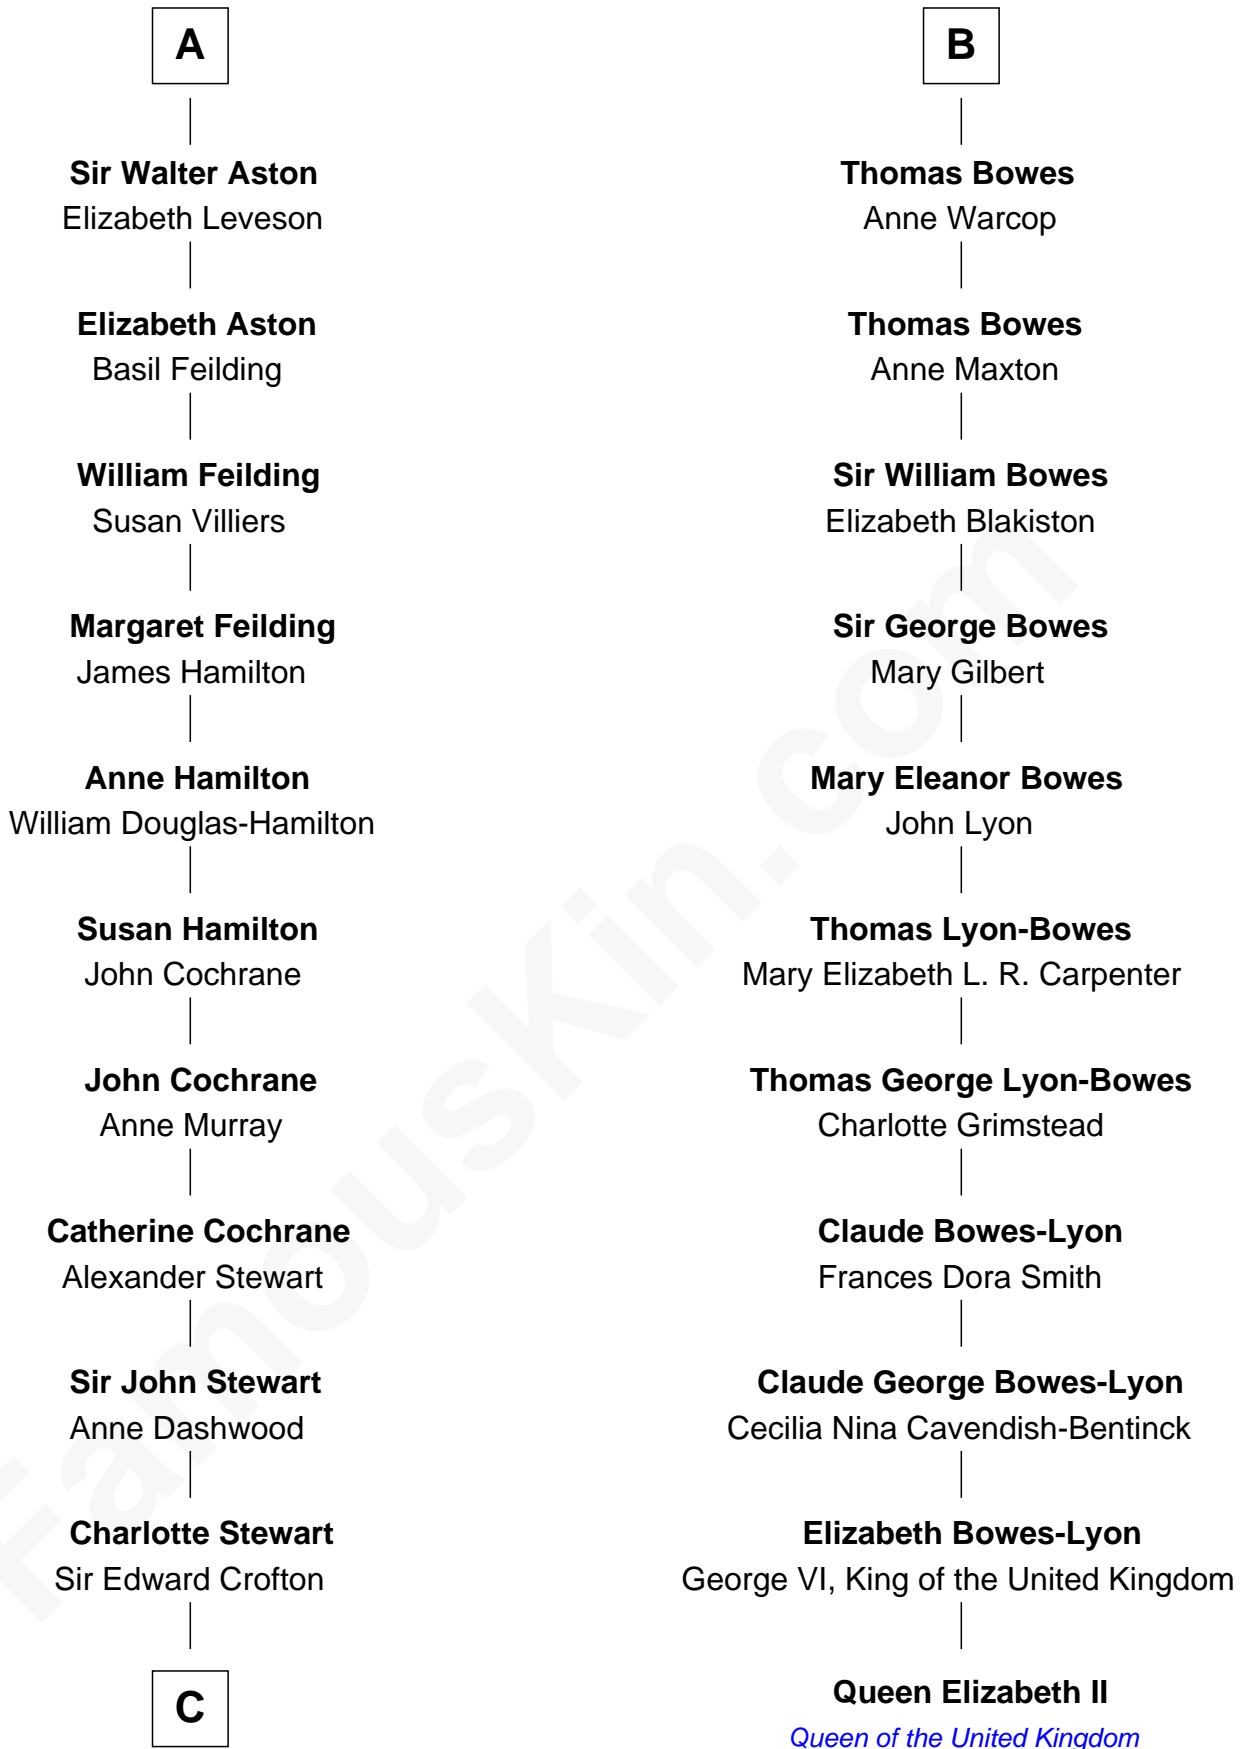 A
Sir Walter Aston
Elizabeth Leveson
Elizabeth Aston
Basil Feilding
William Feilding
Susan Villiers
Margaret Feilding
James Hamilton
Anne Hamilton
William Douglas-Hamilton
Susan Hamilton
John Cochrane
John Cochrane
Anne Murray
Catherine Cochrane
Alexander Stewart
Sir John Stewart
Anne Dashwood
Charlotte Stewart
Sir Edward Crofton
C
B
Thomas Bowes
Anne Warcop
Thomas Bowes
Anne Maxton
Sir William Bowes
Elizabeth Blakiston
Sir George Bowes
Mary Gilbert
Mary Eleanor Bowes
John Lyon
Thomas Lyon-Bowes
Mary Elizabeth L. R. Carpenter
Thomas George Lyon-Bowes
Charlotte Grimstead
Claude Bowes-Lyon
Frances Dora Smith
Claude George Bowes-Lyon
Cecilia Nina Cavendish-Bentinck
Elizabeth Bowes-Lyon
George VI, King of the United Kingdom
Queen Elizabeth II
Queen of the United Kingdom
FamousKin.com